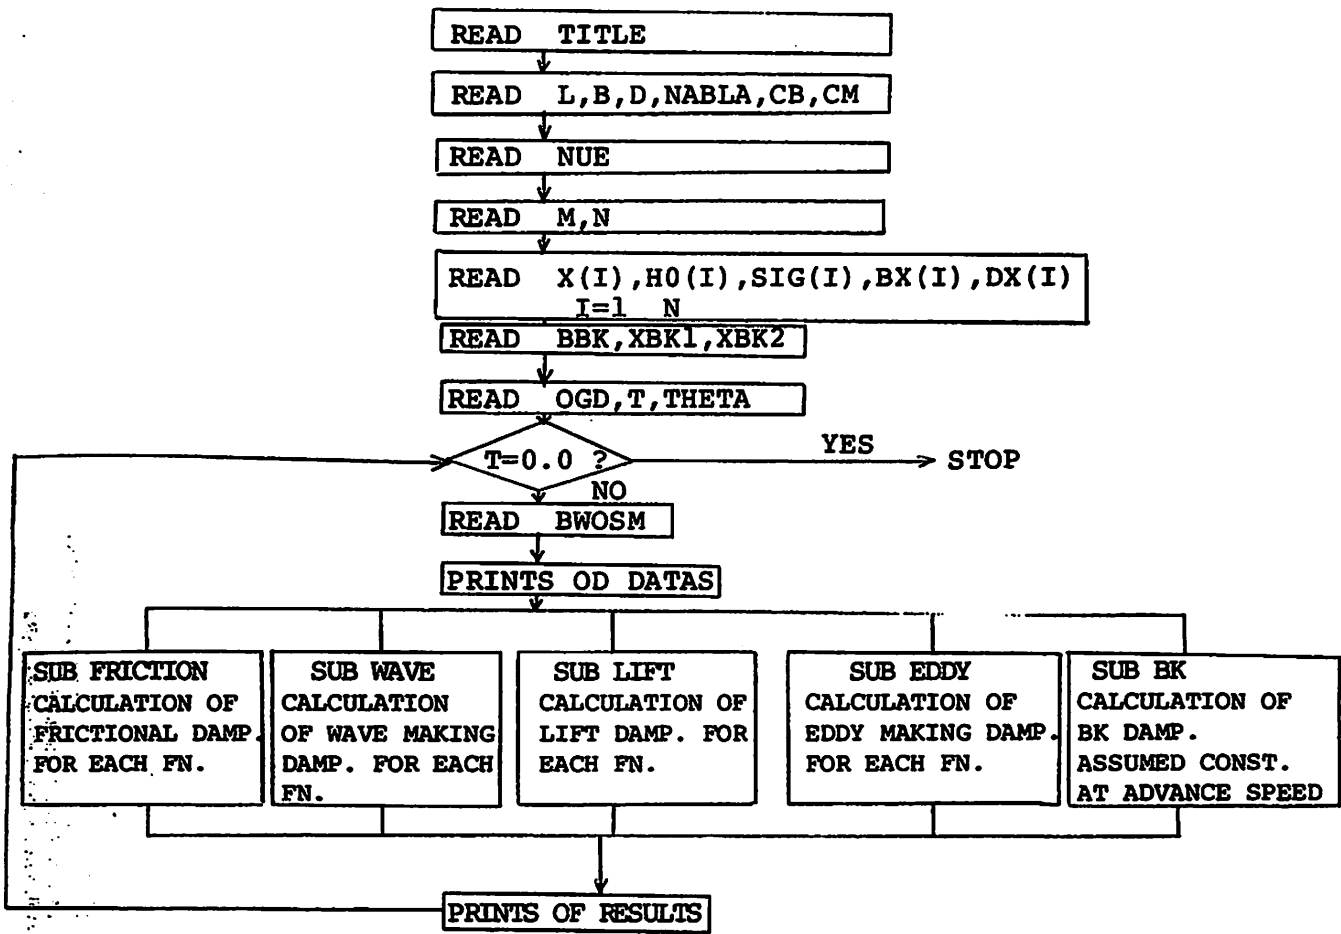 READ TITLE
READ L,B,D,NABLA,CB,CM
READ NUE
READ M,N
READ X(I),H0(I),SIG(I),BX(I),DX(I)
I=1 N
READ BBK,XBK1,XBK2
READ OGD,T,THETA
T=0.0 ?
YES
STOP
NO
READ BWOSM
PRINTS OD DATAS
SUB FRICTION
CALCULATION OF
FRICTIONAL DAMP.
FOR EACH FN.
SUB WAVE
CALCULATION
OF WAVE MAKING
DAMP. FOR EACH
FN.
SUB LIFT
CALCULATION OF
LIFT DAMP. FOR
EACH FN.
SUB EDDY
CALCULATION OF
EDDY MAKING DAMP.
FOR EACH FN.
SUB BK
CALCULATION OF
BK DAMP.
ASSUMED CONST.
AT ADVANCE SPEED
PRINTS OF RESULTS